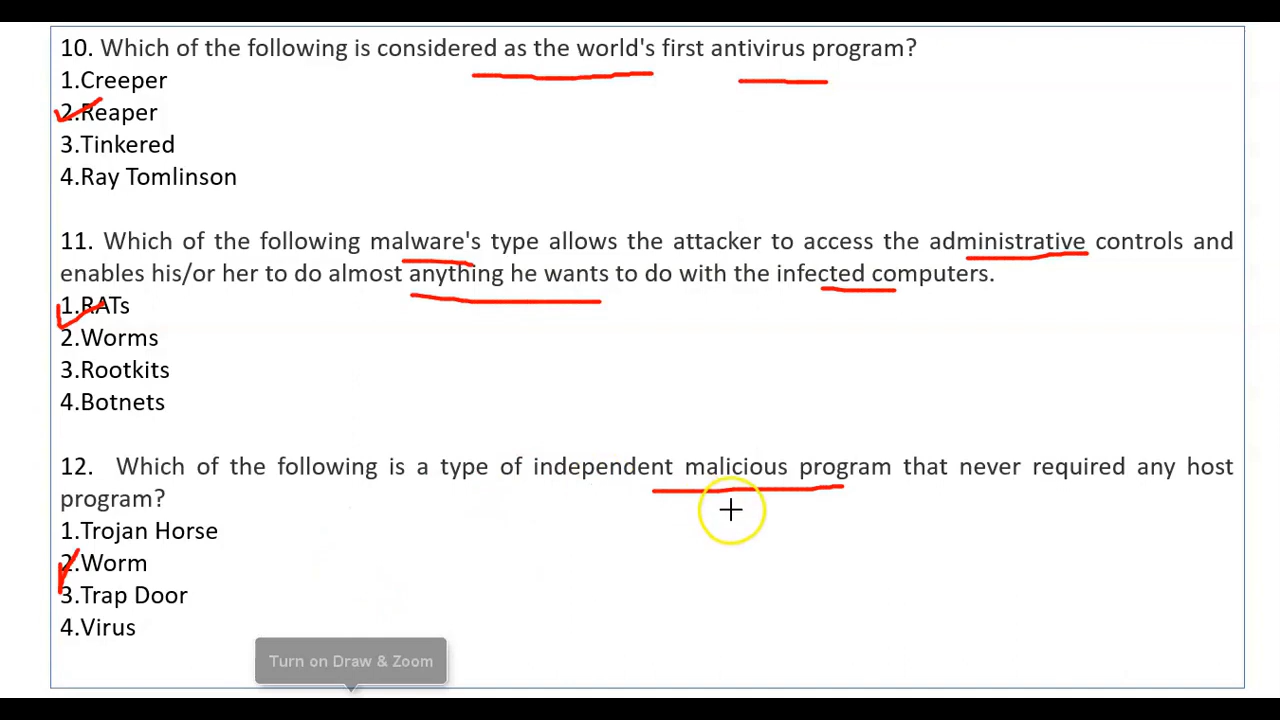 10. Which of the following is considered as the world's first antivirus program?
1.Creeper
2.Reaper
3.Tinkered
4.Ray Tomlinson
11. Which of the following malware's type allows the attacker to access the administrative controls and
enables his/or her to do almost anything he wants to do with the infected computers.
1.RATs
2.Worms
3.Rootkits
4.Botnets
12. Which of the following is a type of independent malicious program that never required any host
program?
1.Trojan Horse
2.Worm
3.Trap Door
4.Virus
Turn on Draw & Zoom